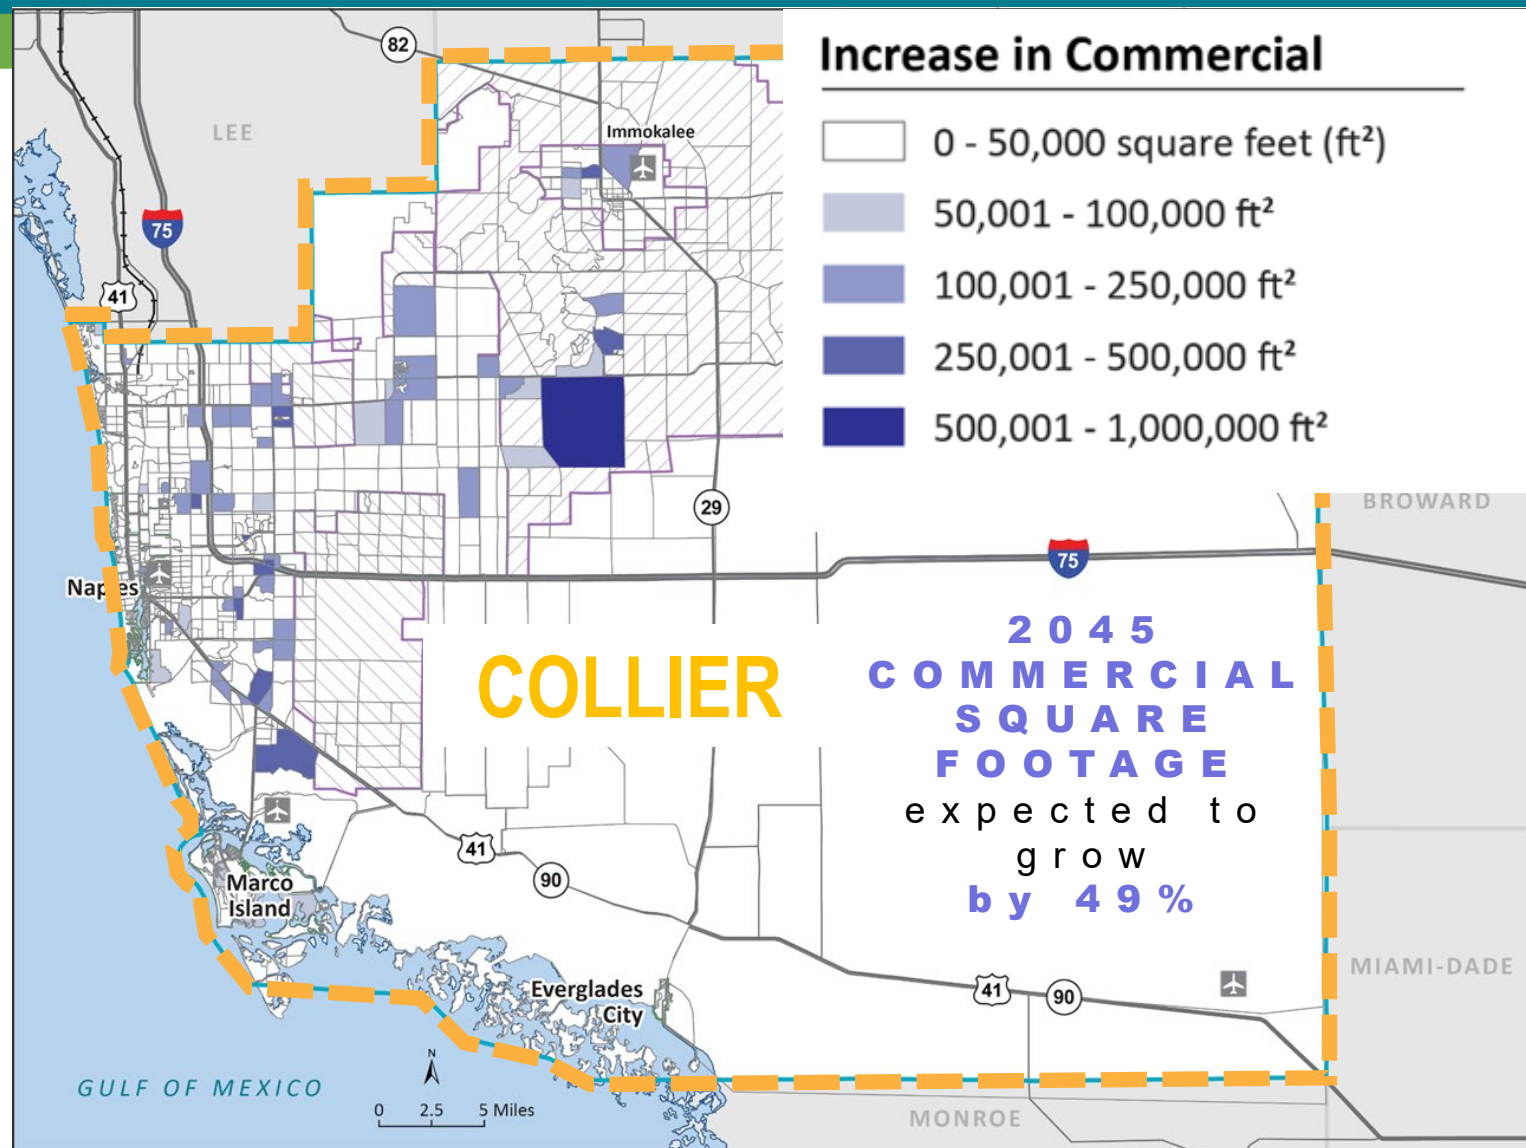 Increase in Commercial
0 - 50,000 square feet (ft²)
50,001 - 100,000 ft²
100,001 - 250,000 ft²
250,001 - 500,000 ft²
500,001 - 1,000,000 ft²
82
LEE
Immokalee
75
41
29
BROWARD
75
Naples
COLLIER
2045
COMMERCIAL
SQUARE
FOOTAGE
expected to
grow
by 49%
41
90
Marco
Island
MIAMI-DADE
Everglades
City
41
90
GULF OF MEXICO
N
0 2.5 5 Miles
MONROE